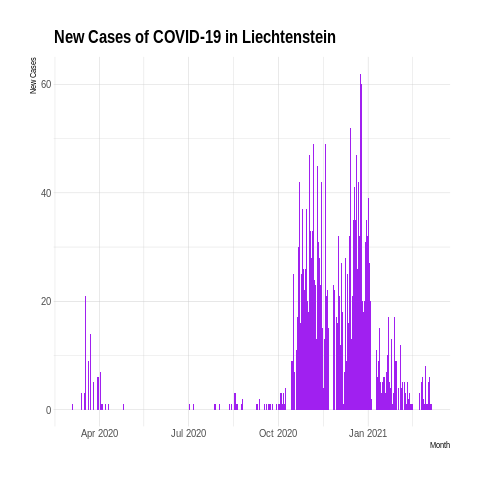 New Cases of COVID-19 in Liechtenstein
New Cases
60
40
20
0
Apr 2020
Jul 2020
Oct 2020
Jan 2021
Month